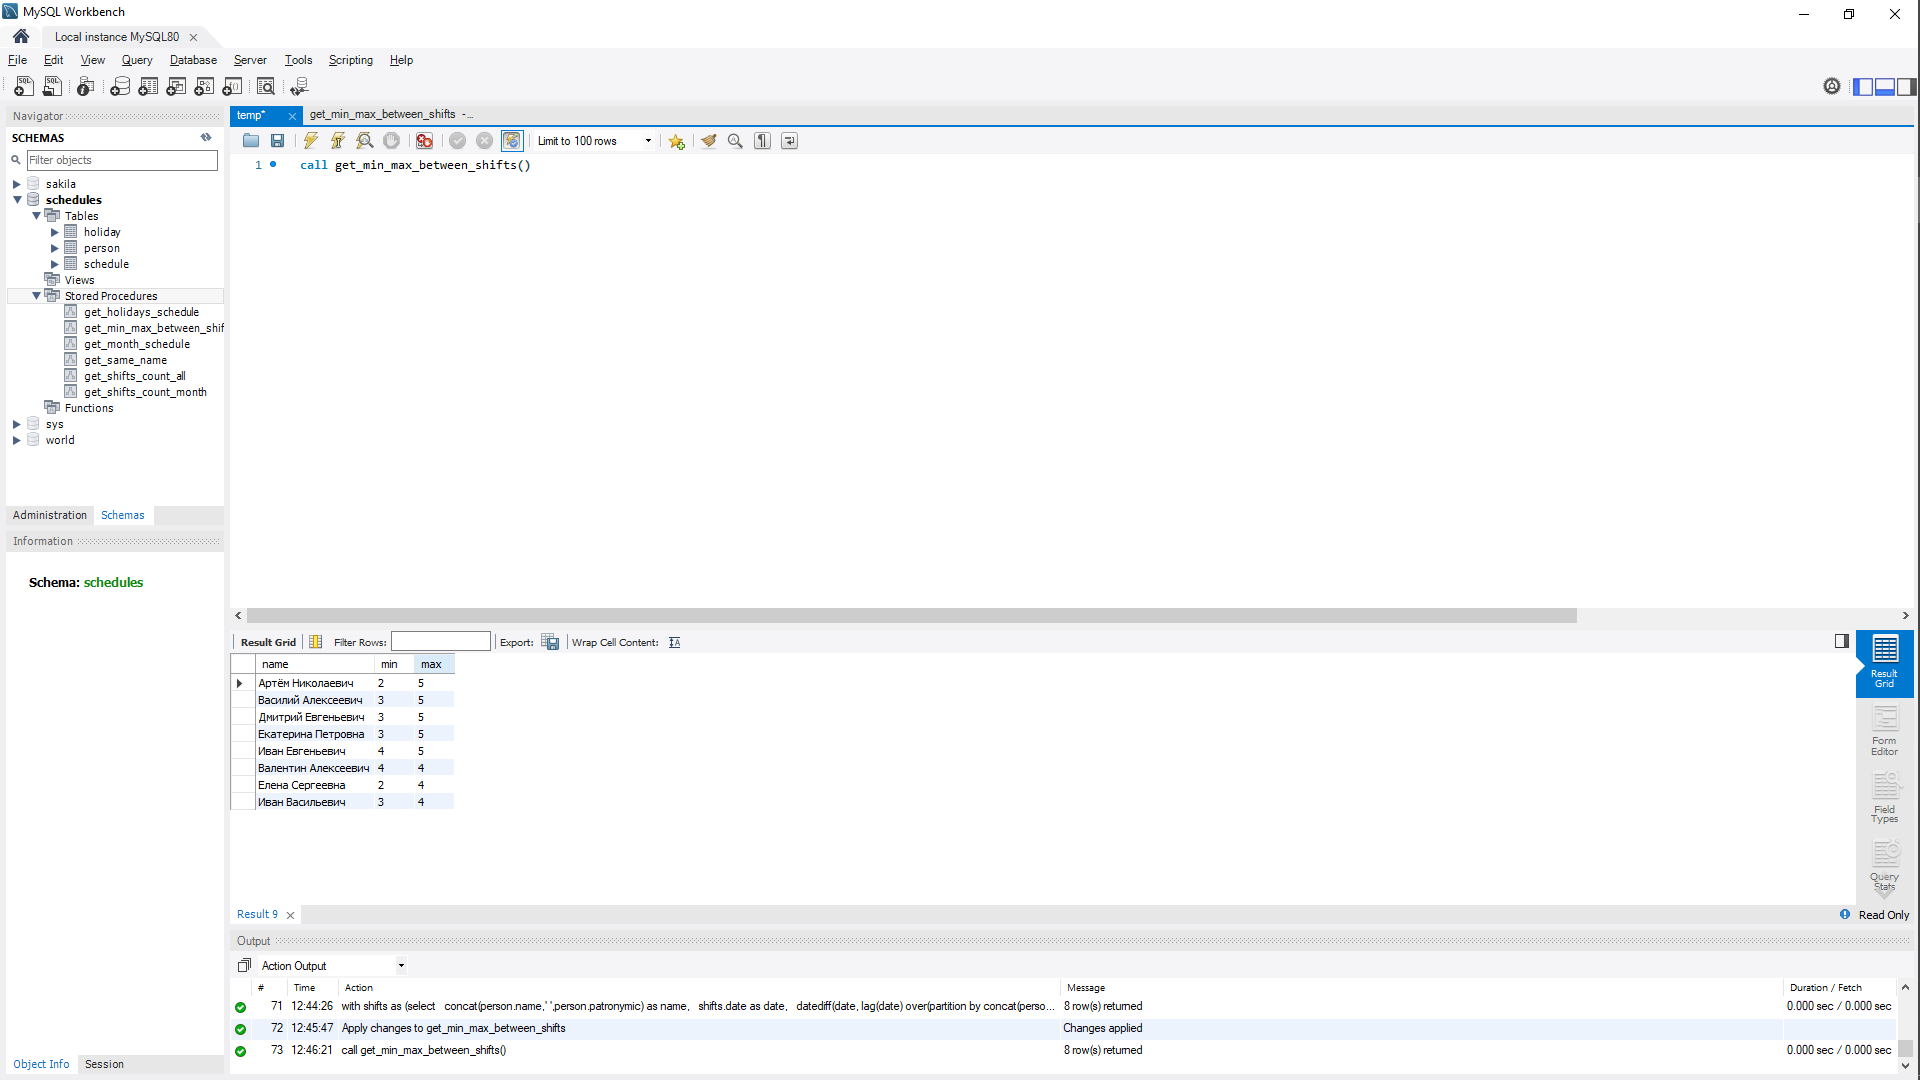 MySQL Workbench
Local instance MySQL80
File Edit View Query Database Server Tools Scripting Help
Navigator
SCHEMAS
Filter objects
sakila
schedules
Tables
holiday
person
schedule
Views
Stored Procedures
get_holidays_schedule
get_min_max_between_shif
get_month_schedule
get_same_name
get_shifts_count_all
get_shifts_count_month
Functions
sys
world
Administration Schemas
Information
Schema: schedules
Object Info Session
temp* get_min_max_between_shifts -...
Limit to 100 rows
1 call get_min_max_between_shifts()
Result Grid Filter Rows: Export: Wrap Cell Content:
name min max
Артём Николаевич 2 5
Василий Алексеевич 3 5
Дмитрий Евгеньевич 3 5
Екатерина Петровна 3 5
Иван Евгеньевич 4 5
Валентин Алексеевич 4 4
Елена Сергеевна 2 4
Иван Васильевич 3 4
Result
Grid
Form
Editor
Field
Types
Query
Stats
Result 9
Read Only
Output
Action Output
# Time Action Message Duration / Fetch
71 12:44:26 with shifts as (select concat(person.name,' ',person.patronymic) as name, shifts.date as date, datediff(date, lag(date) over(partition by concat(perso... 8 row(s) returned 0.000 sec / 0.000 sec
72 12:45:47 Apply changes to get_min_max_between_shifts Changes applied
73 12:46:21 call get_min_max_between_shifts() 8 row(s) returned 0.000 sec / 0.000 sec